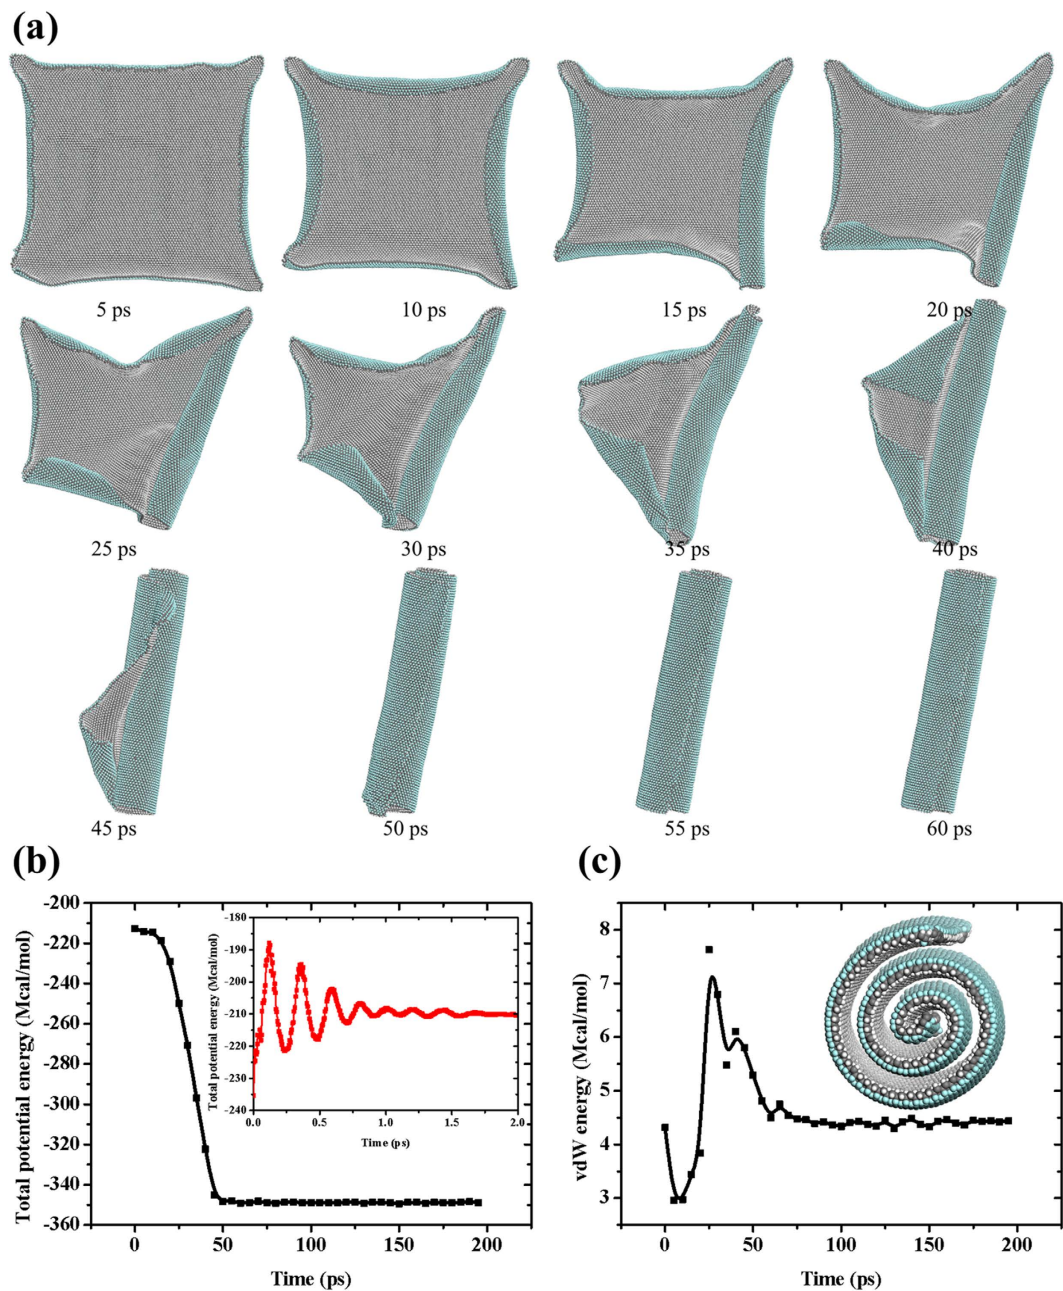 (a)
5 ps
10 ps
15 ps
20 ps
25 ps
30 ps
35 ps
40 ps
45 ps
50 ps
55 ps
60 ps
(b)
Total potential energy (Mcal/mol)
-200
-220
-240
-260
-280
-300
-320
-340
-360
0
50
100
150
200
Time (ps)
Total potential energy (Mcal/mol)
-180
-190
-200
-210
-220
-230
-240
0.0
0.5
1.0
1.5
2.0
Time (ps)
(c)
vdW energy (Mcal/mol)
8
7
6
5
4
3
0
50
100
150
200
Time (ps)